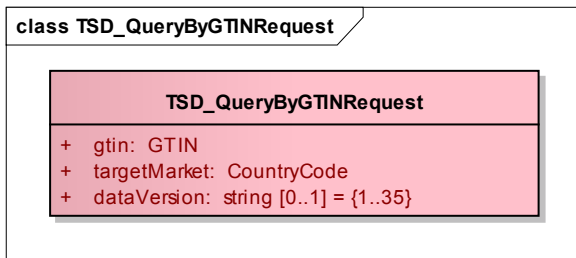 class TSD_QueryByGTINRequest
TSD_QueryByGTINRequest
+ gtin: GTIN
+ targetMarket: CountryCode
+ dataVersion: string [0..1] = {1..35}